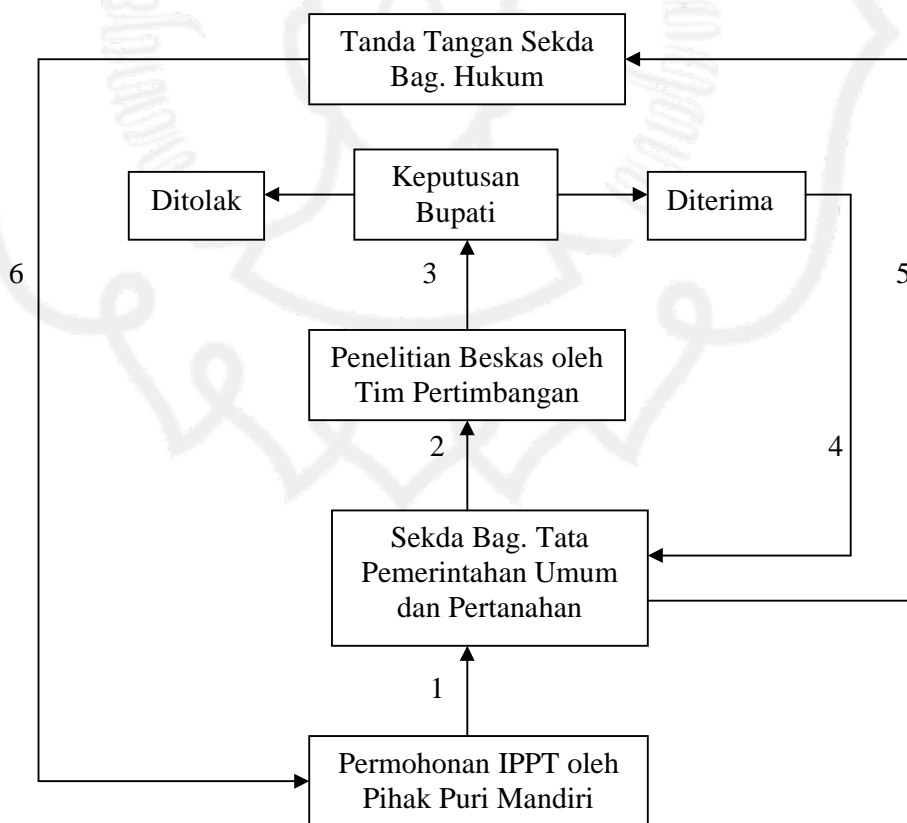 Tanda Tangan Sekda
Bag. Hukum
Ditolak
Keputusan
Bupati
Diterima
6
3
5
Penelitian Beskas oleh
Tim Pertimbangan
2
4
Sekda Bag. Tata
Pemerintahan Umum
dan Pertanahan
1
Permohonan IPPT oleh
Pihak Puri Mandiri